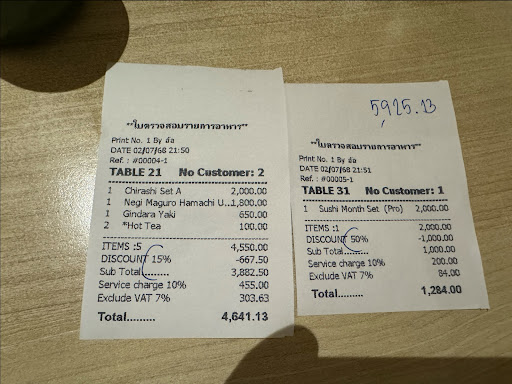 **ใบตรวจสอบรายการอาหาร**
Print No. 1 By อ้อ
DATE 02/07/68 21:50
Ref. : #00004-1
TABLE 21 No Customer: 2
1 Chirashi Set A 2,000.00
1 Negi Maguro Hamachi U...1,800.00
1 Gindara Yaki 650.00
2 *Hot Tea 100.00
ITEMS :5 4,550.00
DISCOUNT 15% -667.50
Sub Total......... 3,882.50
Service charge 10% 455.00
Exclude VAT 7% 303.63
Total......... 4,641.13
5925.13
**ใบตรวจสอบรายการอาหาร**
Print No. 1 By อ้อ
DATE 02/07/68 21:51
Ref. : #00005-1
TABLE 31 No Customer: 1
1 Sushi Month Set (Pro) 2,000.00
ITEMS :1 2,000.00
DISCOUNT 50% -1,000.00
Sub Total......... 1,000.00
Service charge 10% 200.00
Exclude VAT 7% 84.00
Total......... 1,284.00